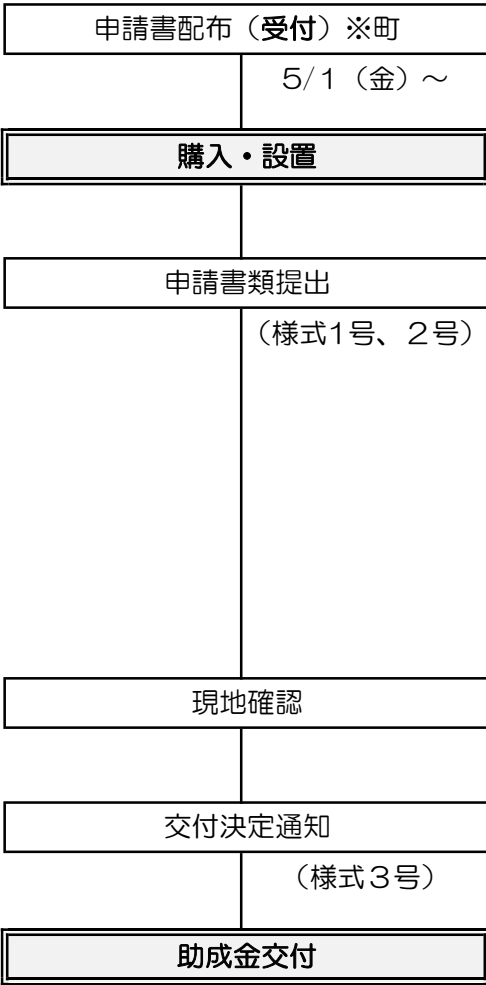 申請書配布（受付）※町
5/1（金）～
購入・設置
申請書類提出
（様式1号、２号）
現地確認
交付決定通知
（様式３号）
助成金交付